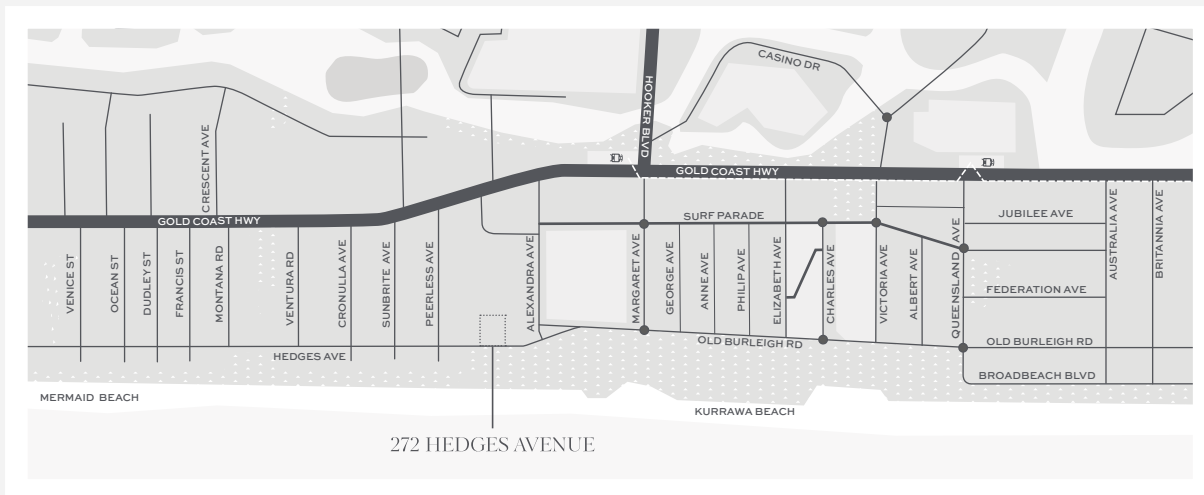 CASINO DR
HOOKER BLVD
CRESCENT AVE
GOLD COAST HWY
GOLD COAST HWY
SURF PARADE
JUBILEE AVE
VENICE ST
OCEAN ST
DUDLEY ST
FRANCIS ST
MONTANA RD
VENTURA RD
CRONULLA AVE
SUNBRITE AVE
PEERLESS AVE
ALEXANDRA AVE
MARGARET AVE
GEORGE AVE
ANNE AVE
PHILIP AVE
ELIZABETH AVE
CHARLES AVE
VICTORIA AVE
ALBERT AVE
QUEENSLAND AVE
AUSTRALIA AVE
BRITANNIA AVE
FEDERATION AVE
OLD BURLEIGH RD
OLD BURLEIGH RD
HEDGES AVE
BROADBEACH BLVD
MERMAID BEACH
KURRAWA BEACH
272 HEDGES AVENUE